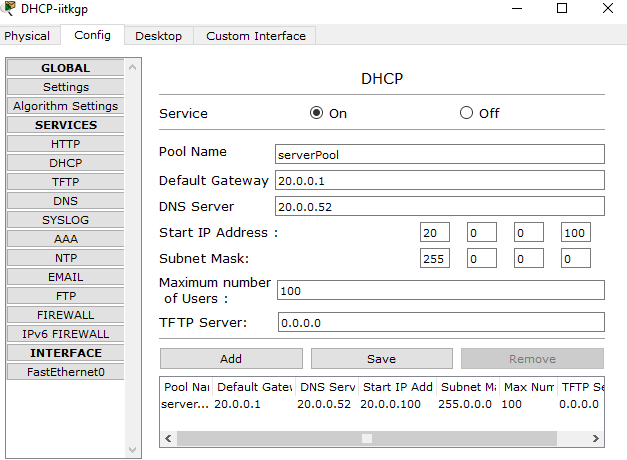 DHCP-iitkgp
Physical Config Desktop Custom Interface
GLOBAL
Settings
Algorithm Settings
SERVICES
HTTP
DHCP
TFTP
DNS
SYSLOG
AAA
NTP
EMAIL
FTP
FIREWALL
IPv6 FIREWALL
INTERFACE
FastEthernet0
DHCP
Service On Off
Pool Name serverPool
Default Gateway 20.0.0.1
DNS Server 20.0.0.52
Start IP Address : 20 0 0 100
Subnet Mask: 255 0 0 0
Maximum number
of Users : 100
TFTP Server: 0.0.0.0
Add Save Remove
Pool Nar Default Gatew DNS Serv Start IP Add Subnet Ma Max Num TFTP Se
server... 20.0.0.1 20.0.0.52 20.0.0.100 255.0.0.0 100 0.0.0.0